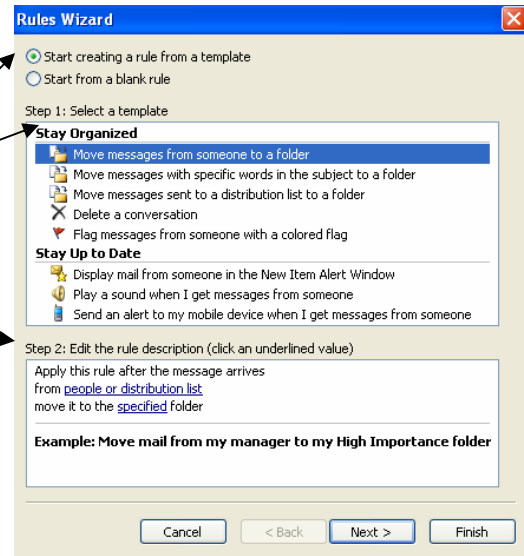 Rules Wizard
Start creating a rule from a template
Start from a blank rule
Step 1: Select a template
Stay Organized
Move messages from someone to a folder
Move messages with specific words in the subject to a folder
Move messages sent to a distribution list to a folder
Delete a conversation
Flag messages from someone with a colored flag
Stay Up to Date
Display mail from someone in the New Item Alert Window
Play a sound when I get messages from someone
Send an alert to my mobile device when I get messages from someone
Step 2: Edit the rule description (click an underlined value)
Apply this rule after the message arrives
from people or distribution list
move it to the specified folder
Example: Move mail from my manager to my High Importance folder
Cancel < Back Next > Finish